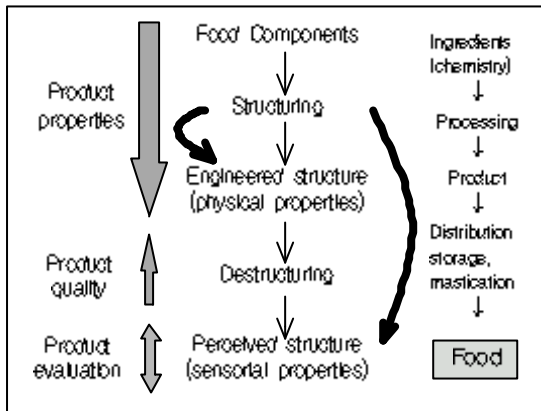 Product
properties
Product
quality
Product
evaluation
Food Components
Structuring
Engineered structure
(physical properties)
Destructuring
Perceived structure
(sensorial properties)
Ingredients
(chemistry)
Processing
Product
Distribution
storage,
mastication
Food